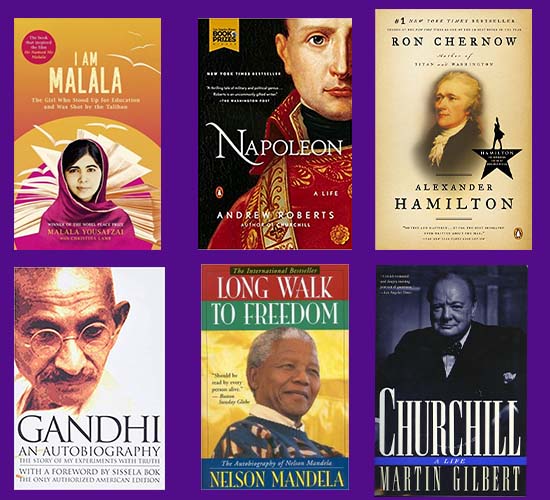 The book
that inspired
the film
He Named Me
Malala
I AM
MALALA
The Girl Who Stood Up for Education
and Was Shot by the Taliban
WINNER OF THE NOBEL PEACE PRIZE
MALALA YOUSAFZAI
WITH CHRISTINA LAMB
BOOK
PRIZES
WINNER
NEW YORK TIMES BESTSELLER
"A thrilling tale of military and political genius
Roberts is an uncommonly gifted writer."
—THE WASHINGTON POST
NAPOLEON
A LIFE
ANDREW ROBERTS
AUTHOR OF CHURCHILL
#1 NEW YORK TIMES BESTSELLER
RON CHERNOW
Author of
TITAN and WASHINGTON
HAMILTON
ALEXANDER
HAMILTON
GANDHI
AN AUTOBIOGRAPHY
THE STORY OF MY EXPERIMENTS WITH TRUTH
WITH A FOREWORD BY SISSELA BOK
THE ONLY AUTHORIZED AMERICAN EDITION
The International Bestseller
LONG WALK
TO FREEDOM
"Should be
read by every
person alive."
— Boston
Sunday Globe
The Autobiography of Nelson Mandela
NELSON MANDELA
CHURCHILL
A LIFE
MARTIN GILBERT